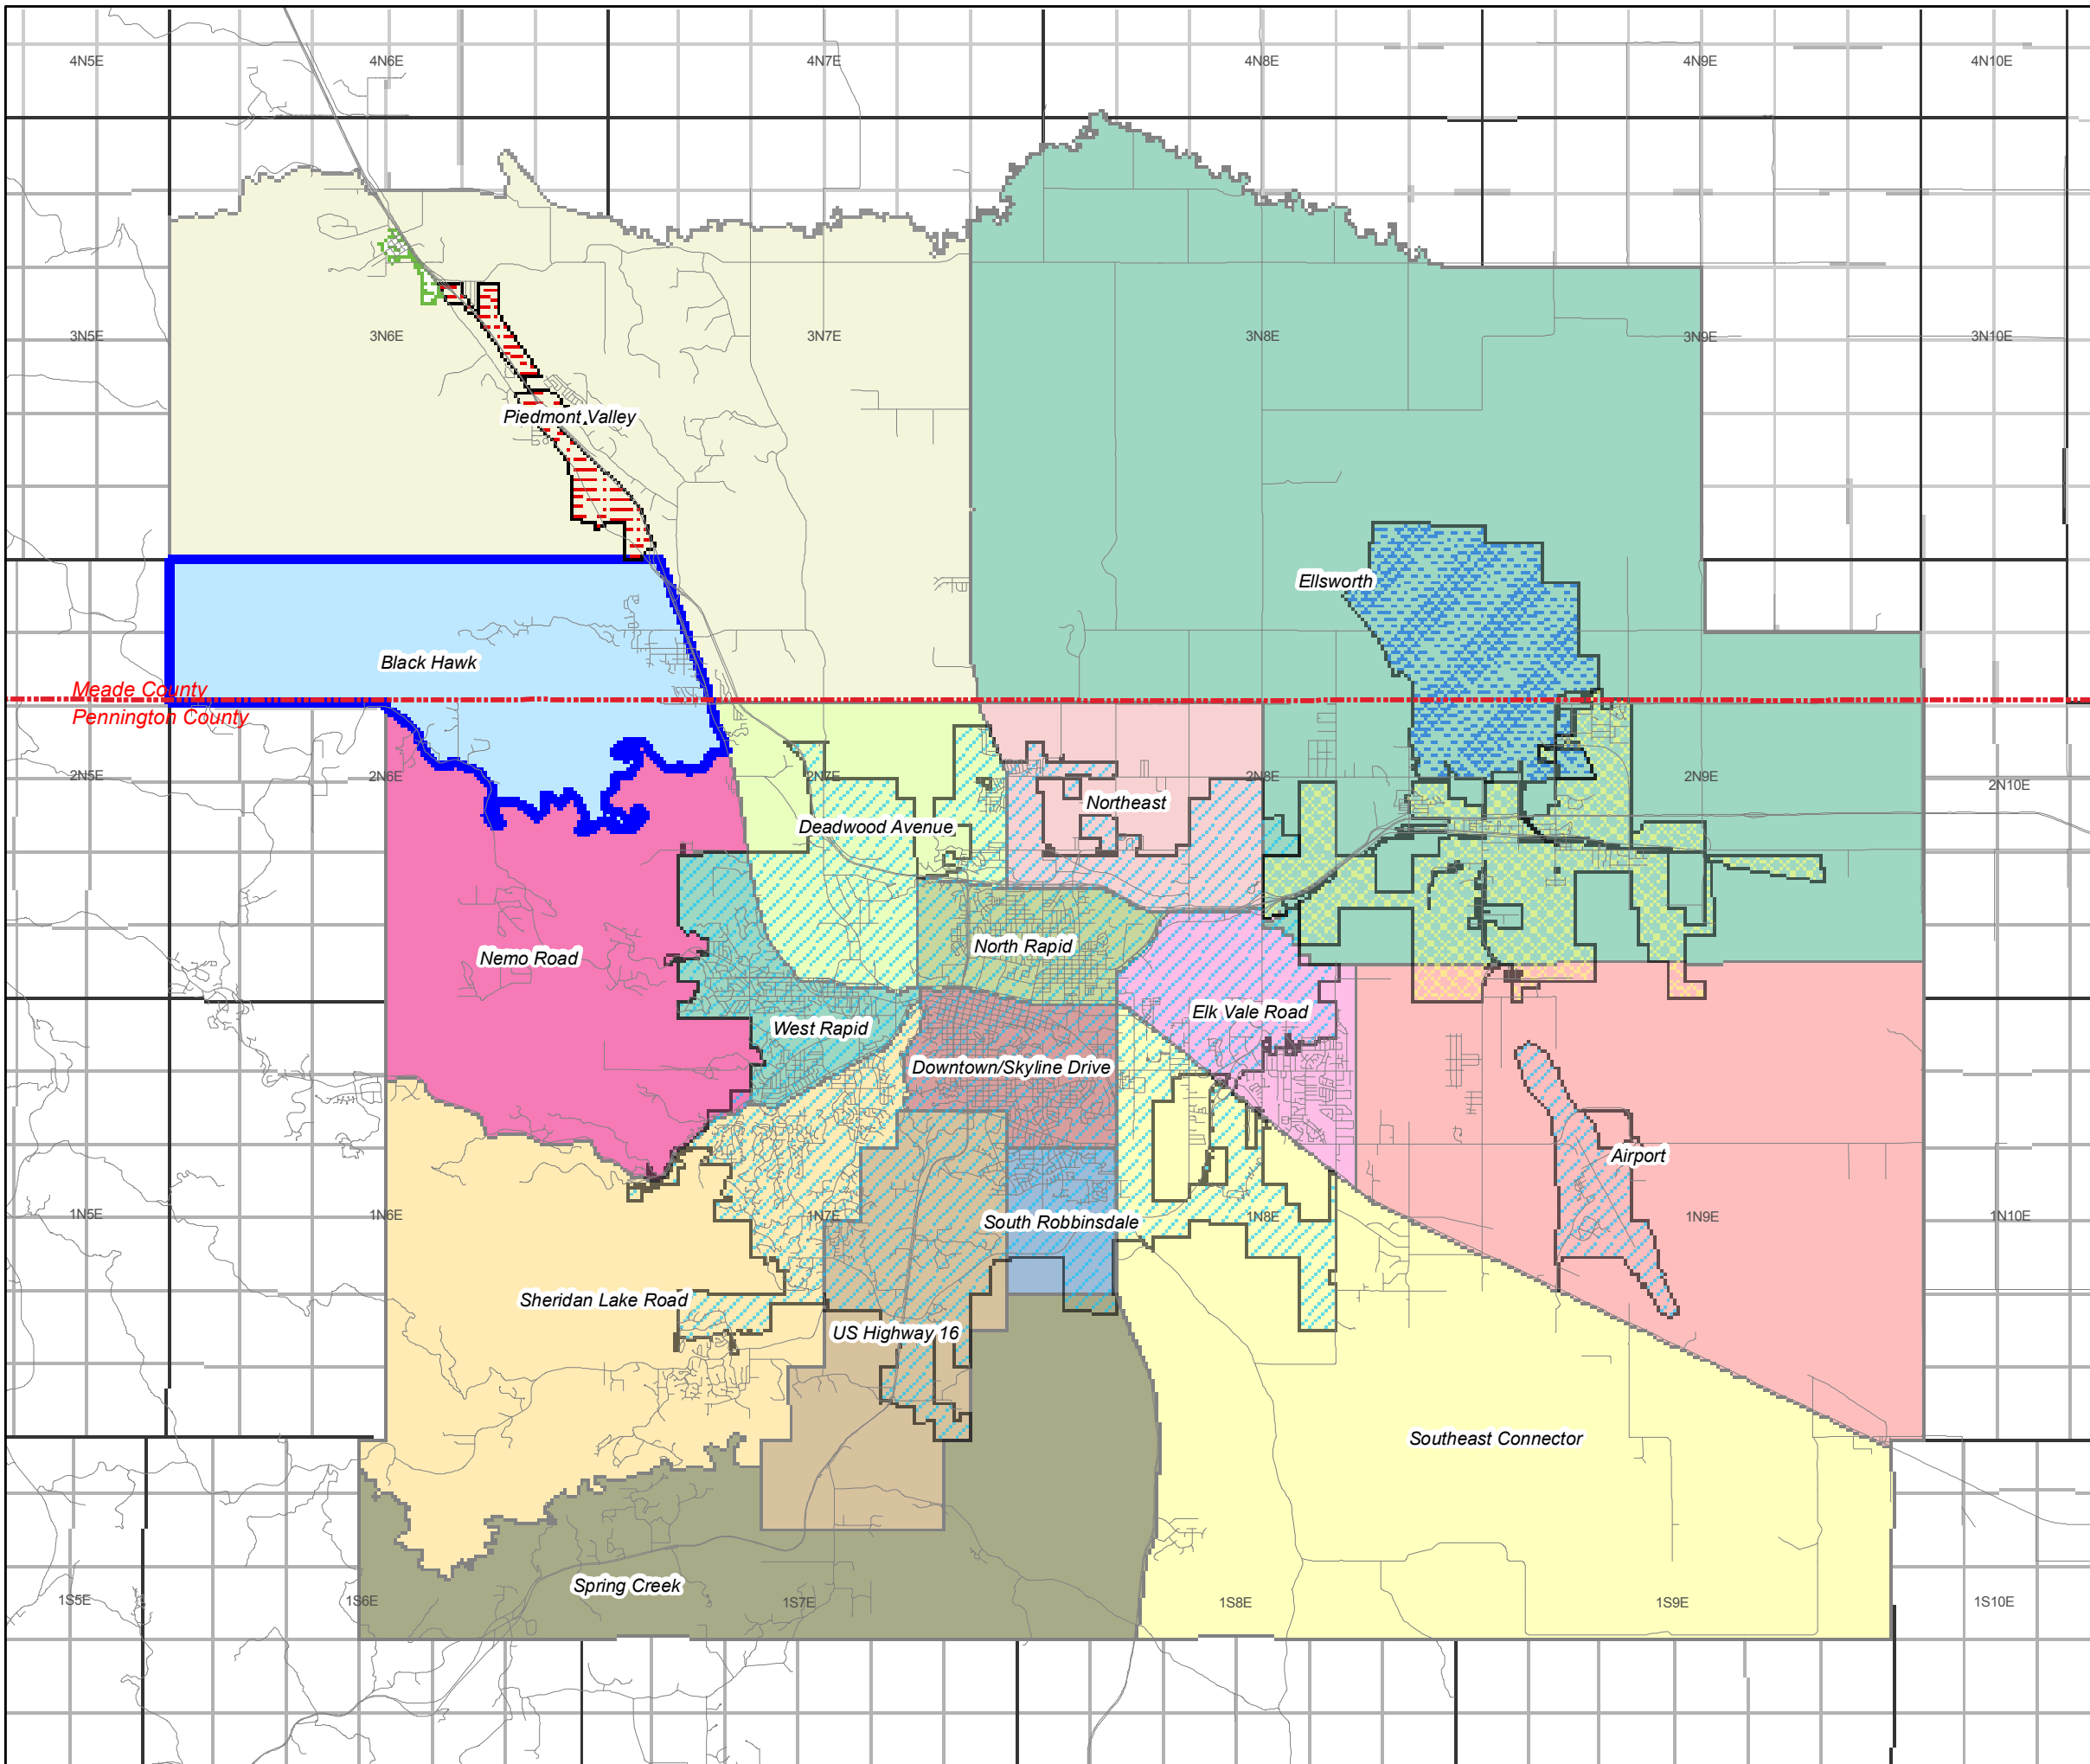 4N5E
4N6E
4N7E
4N8E
4N9E
4N10E
3N5E
3N6E
3N7E
3N8E
3N9E
3N10E
Piedmont Valley
Ellsworth
Black Hawk
Meade County
Pennington County
2N5E
2N6E
2N7E
2N8E
2N9E
2N10E
Northeast
Deadwood Avenue
North Rapid
Nemo Road
Elk Vale Road
West Rapid
Downtown/Skyline Drive
Airport
1N5E
1N6E
1N7E
South Robbinsdale
1N8E
1N9E
1N10E
Sheridan Lake Road
US Highway 16
Southeast Connector
Spring Creek
1S5E
1S6E
1S7E
1S8E
1S9E
1S10E